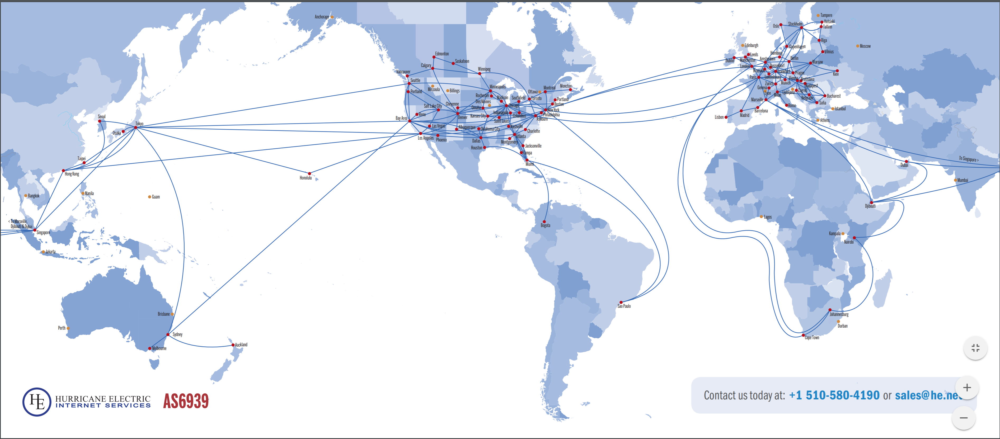 Anchorage
Tampere
Helsinki
Stockholm
Oslo
Tallinn
Riga
Edinburgh
Moscow
Copenhagen
Vilnius
Hamburg
Leeds
Edmonton
Dublin
Manchester
Amsterdam
Berlin
Saskatoon
Warsaw
Calgary
London
Dusseldorf
Winnipeg
Brussels
Frankfurt
Prague
Kiev
Vancouver
Paris
Luxembourg
Vienna
Bratislava
Seattle
Zurich
Munich
Budapest
Missoula
Billings
Minneapolis
Montreal
Moncton
Geneva
Portland
Ottawa
Lyon
Milan
Ljubljana
Zagreb
Rochester
Madison
Southfield
Toronto
Portland
Marseille
Belgrade
Bucharest
Des Moines
Boston
Sofia
Salt Lake City
Cheyenne
Omaha
Chicago
Rome
Istanbul
New York
Barcelona
Seoul
Bay Area
Reno
Denver
Kansas City
Indianapolis
Columbus
Philadelphia
Ashburn
Lisbon
Madrid
Athens
Saint Louis
Tokyo
Las Vegas
Albuquerque
Oklahoma City
Nashville
Osaka
Charlotte
Los Angeles
Phoenix
Dallas
Atlanta
Montgomery
Houston
Jacksonville
Tampa
Miami
Taipei
To Singapore >
Dubai
Hong Kong
Honolulu
Mumbai
Bangkok
Manila
Guam
Djibouti
Lagos
< To Marseille,
Djibouti & Dubai
Bogota
Singapore
Kampala
Nairobi
Jakarta
Sao Paulo
Brisbane
Johannesburg
Durban
Perth
Sydney
Cape Town
Auckland
Melbourne
HE
HURRICANE ELECTRIC
INTERNET SERVICES
AS6939
Contact us today at: +1 510-580-4190 or sales@he.ne